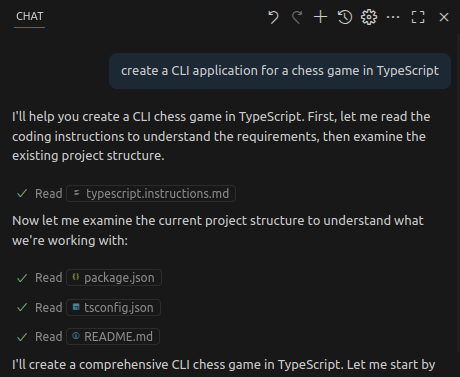 CHAT
create a CLI application for a chess game in TypeScript
I'll help you create a CLI chess game in TypeScript. First, let me read the
coding instructions to understand the requirements, then examine the
existing project structure.
Read typescript.instructions.md
Now let me examine the current project structure to understand what
we're working with:
Read package.json
Read tsconfig.json
Read README.md
I'll create a comprehensive CLI chess game in TypeScript. Let me start by